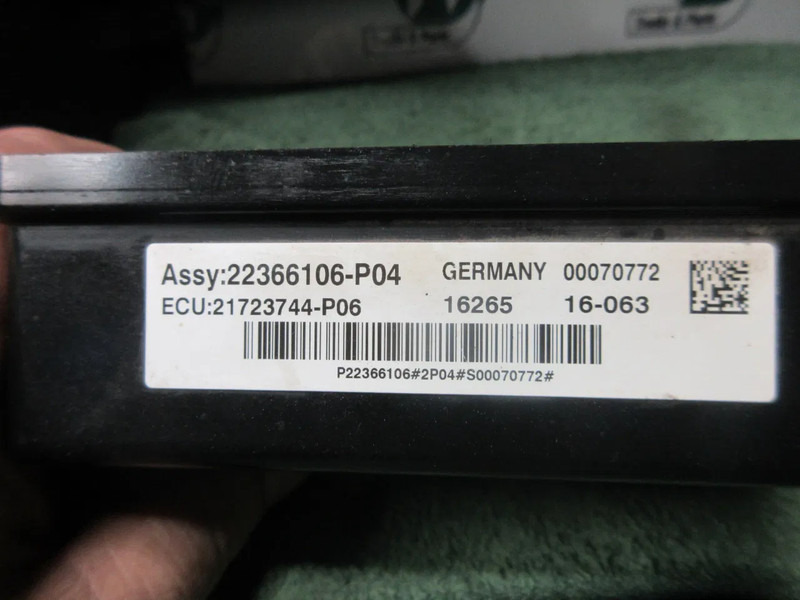 Assy:22366106-P04 GERMANY 00070772
ECU:21723744-P06 16265 16-063
P22366106#2P04#S00070772#